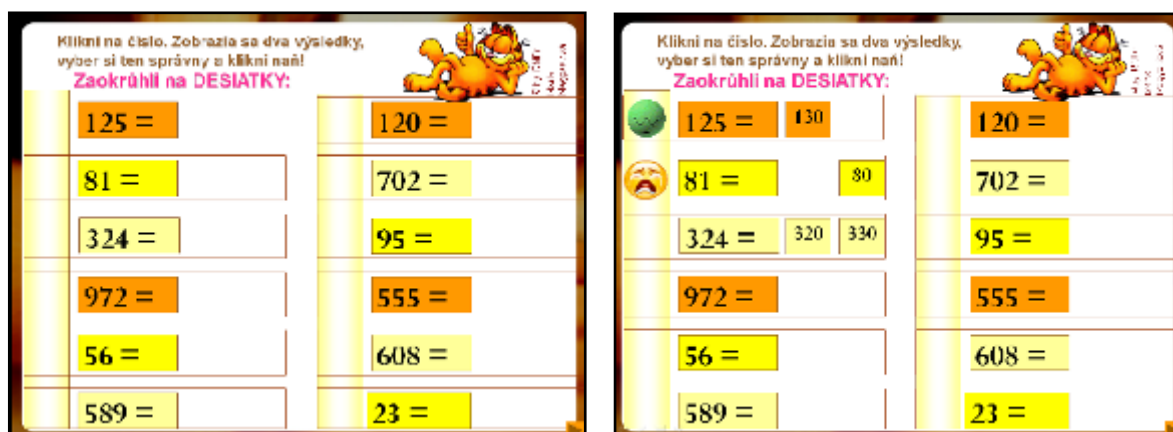 Klikni na číslo. Zobrazia sa dva výsledky,
vyber si ten správny a klikni naň!
Zaokrúhli na DESIATKY:
125 =
81 =
324 =
972 =
56 =
589 =
120 =
702 =
95 =
555 =
608 =
23 =
Klikni na číslo. Zobrazia sa dva výsledky,
vyber si ten správny a klikni naň!
Zaokrúhli na DESIATKY:
125 = 130
81 = 80
324 = 320 330
972 =
56 =
589 =
120 =
702 =
95 =
555 =
608 =
23 =